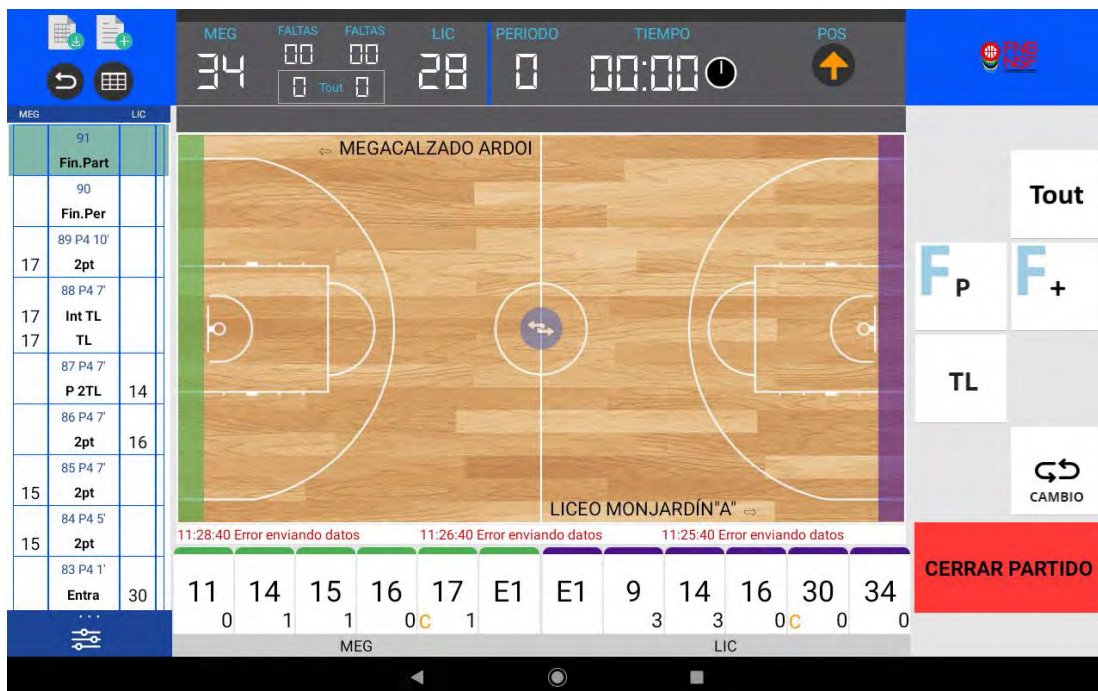 MEG FALTAS FALTAS LIC PERIODO TIEMPO POS
34 00 00 28 0 00:00
0 Tout 0
FNB
NSF
MEG LIC
91
Fin.Part
90
Fin.Per
89 P4 10'
17 2pt
88 P4 7'
17 Int TL
17 TL
87 P4 7'
P 2TL 14
86 P4 7'
2pt 16
85 P4 7'
15 2pt
84 P4 5'
15 2pt
83 P4 1'
Entra 30
⇦ MEGACALZADO ARDOI
LICEO MONJARDÍN"A" ⇨
11:28:40 Error enviando datos 11:26:40 Error enviando datos 11:25:40 Error enviando datos
11 14 15 16 17 E1 E1 9 14 16 30 34
0 1 1 0 C 1 3 3 0 C 0 0
MEG LIC
Tout
F P F +
TL
CAMBIO
CERRAR PARTIDO